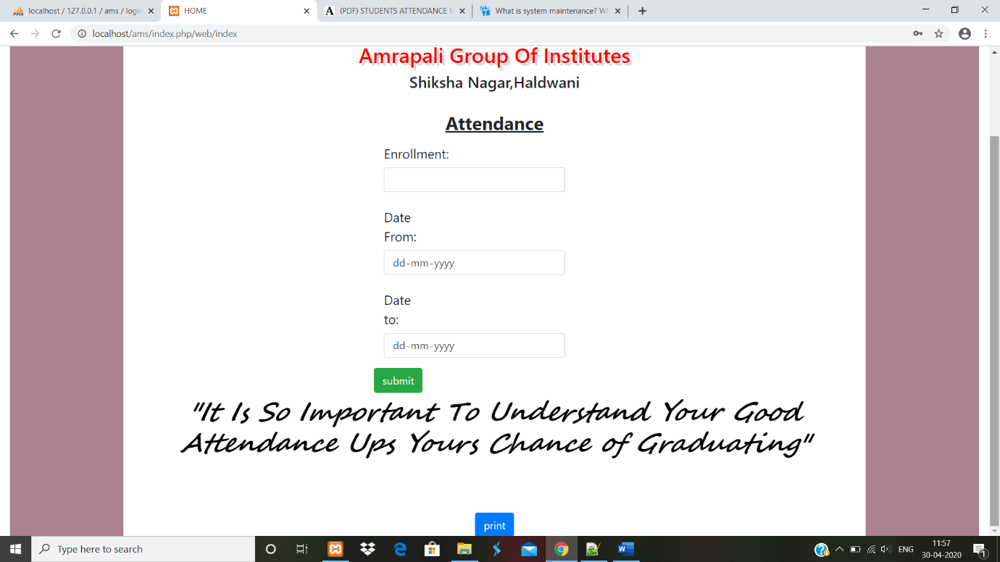 localhost / 127.0.0.1 / ams / login
HOME
(PDF) STUDENTS ATTENDANCE
What is system maintenance?
localhost/ams/index.php/web/index
Amrapali Group Of Institutes
Shiksha Nagar,Haldwani
Attendance
Enrollment:
Date
From:
dd-mm-yyyy
Date
to:
dd-mm-yyyy
submit
"It Is So Important To Understand Your Good
Attendance Ups Yours Chance of Graduating"
print
Type here to search
ENG
11:57
30-04-2020
1